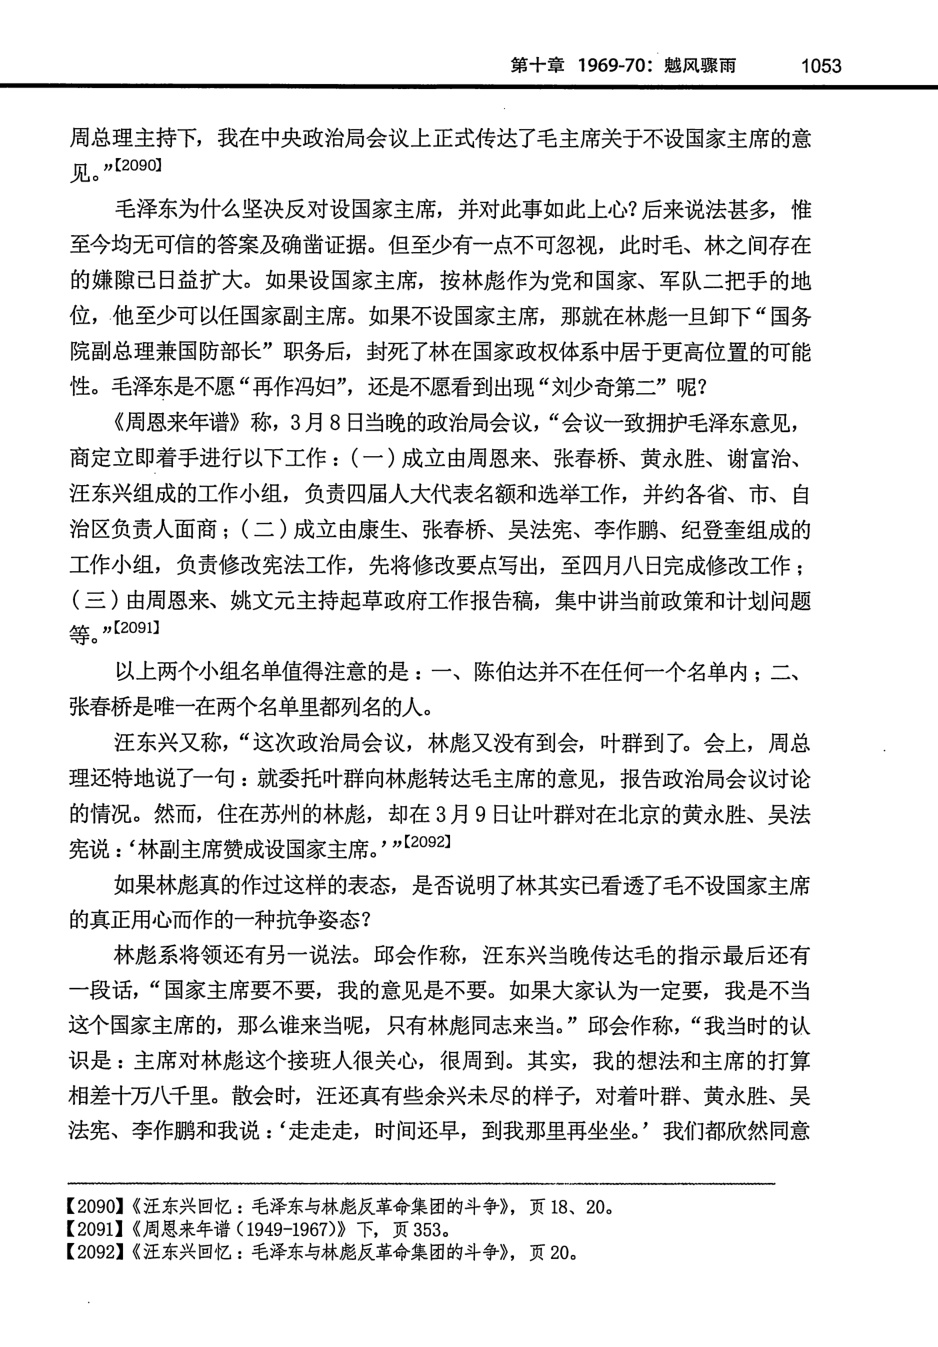 第十章 1969-70：魆风骤雨 1053
周总理主持下，我在中央政治局会议上正式传达了毛主席关于不设国家主席的意
见。”【2090】
毛泽东为什么坚决反对设国家主席，并对此事如此上心？后来说法甚多，惟
至今均无可信的答案及确凿证据。但至少有一点不可忽视，此时毛、林之间存在
的嫌隙已日益扩大。如果设国家主席，按林彪作为党和国家、军队二把手的地
位，他至少可以任国家副主席。如果不设国家主席，那就在林彪一旦卸下“国务
院副总理兼国防部长”职务后，封死了林在国家政权体系中居于更高位置的可能
性。毛泽东是不愿“再作冯妇”，还是不愿看到出现“刘少奇第二”呢？
《周恩来年谱》称，3月8日当晚的政治局会议，“会议一致拥护毛泽东意见，
商定立即着手进行以下工作：(一)成立由周恩来、张春桥、黄永胜、谢富治、
汪东兴组成的工作小组，负责四届人大代表名额和选举工作，并约各省、市、自
治区负责人面商；(二)成立由康生、张春桥、吴法宪、李作鹏、纪登奎组成的
工作小组，负责修改宪法工作，先将修改要点写出，至四月八日完成修改工作；
(三)由周恩来、姚文元主持起草政府工作报告稿，集中讲当前政策和计划问题
等。”【2091】
以上两个小组名单值得注意的是：一、陈伯达并不在任何一个名单内；二、
张春桥是唯一在两个名单里都列名的人。
汪东兴又称，“这次政治局会议，林彪又没有到会，叶群到了。会上，周总
理还特地说了一句：就委托叶群向林彪转达毛主席的意见，报告政治局会议讨论
的情况。然而，住在苏州的林彪，却在3月9日让叶群对在北京的黄永胜、吴法
宪说：‘林副主席赞成设国家主席。’”【2092】
如果林彪真的作过这样的表态，是否说明了林其实已看透了毛不设国家主席
的真正用心而作的一种抗争姿态？
林彪系将领还有另一说法。邱会作称，汪东兴当晚传达毛的指示最后还有
一段话，“国家主席要不要，我的意见是不要。如果大家认为一定要，我是不当
这个国家主席的，那么谁来当呢，只有林彪同志来当。”邱会作称，“我当时的认
识是：主席对林彪这个接班人很关心，很周到。其实，我的想法和主席的打算
相差十万八千里。散会时，汪还真有些余兴未尽的样子，对着叶群、黄永胜、吴
法宪、李作鹏和我说：‘走走走，时间还早，到我那里再坐坐。’我们都欣然同意
【2090】《汪东兴回忆：毛泽东与林彪反革命集团的斗争》，页18、20。
【2091】《周恩来年谱(1949-1967)》下，页353。
【2092】《汪东兴回忆：毛泽东与林彪反革命集团的斗争》，页20。